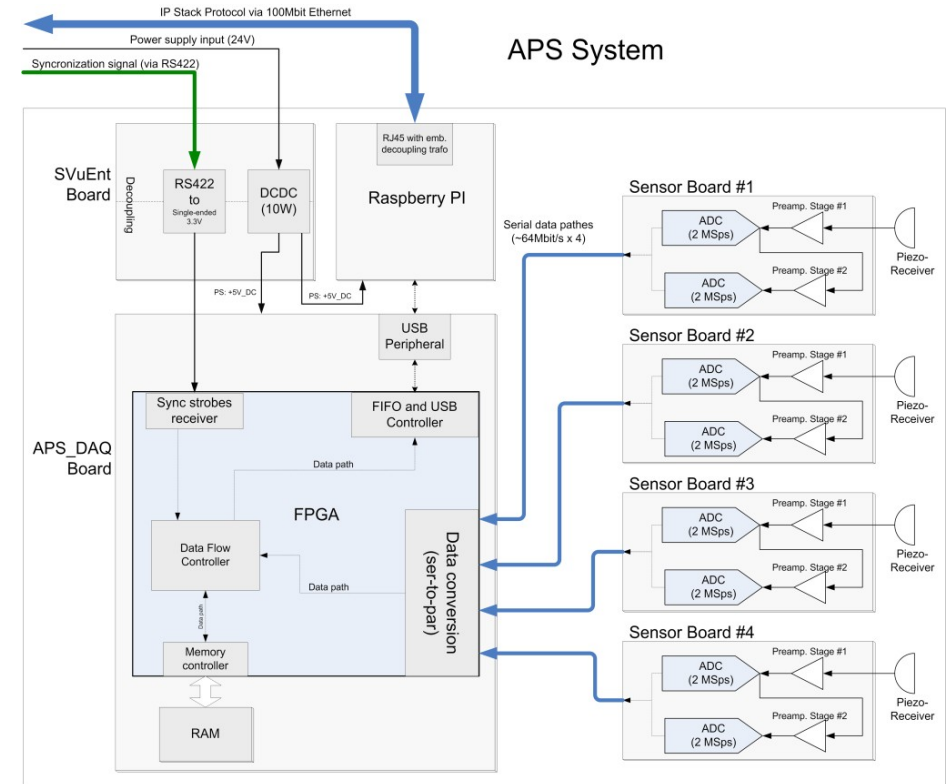 IP Stack Protocol via 100Mbit Ethernet
Power supply input (24V)
Syncronization signal (via RS422)
APS System
SVuEnt
Board
Decoupling
RS422
to
Single-ended
3.3V
DCDC
(10W)
RJ45 with emb.
decoupling trafo
Raspberry PI
PS: +5V_DC
PS: +5V_DC
Serial data pathes
(~64Mbit/s x 4)
USB
Peripheral
APS_DAQ
Board
Sync strobes
receiver
FIFO and USB
Controller
Data path
FPGA
Data Flow
Controller
Data path
Data conversion
(ser-to-par)
Data path
Memory
controller
RAM
Sensor Board #1
ADC
(2 MSps)
Preamp. Stage #1
ADC
(2 MSps)
Preamp. Stage #2
Piezo-
Receiver
Sensor Board #2
ADC
(2 MSps)
Preamp. Stage #1
ADC
(2 MSps)
Preamp. Stage #2
Piezo-
Receiver
Sensor Board #3
ADC
(2 MSps)
Preamp. Stage #1
ADC
(2 MSps)
Preamp. Stage #2
Piezo-
Receiver
Sensor Board #4
ADC
(2 MSps)
Preamp. Stage #1
ADC
(2 MSps)
Preamp. Stage #2
Piezo-
Receiver